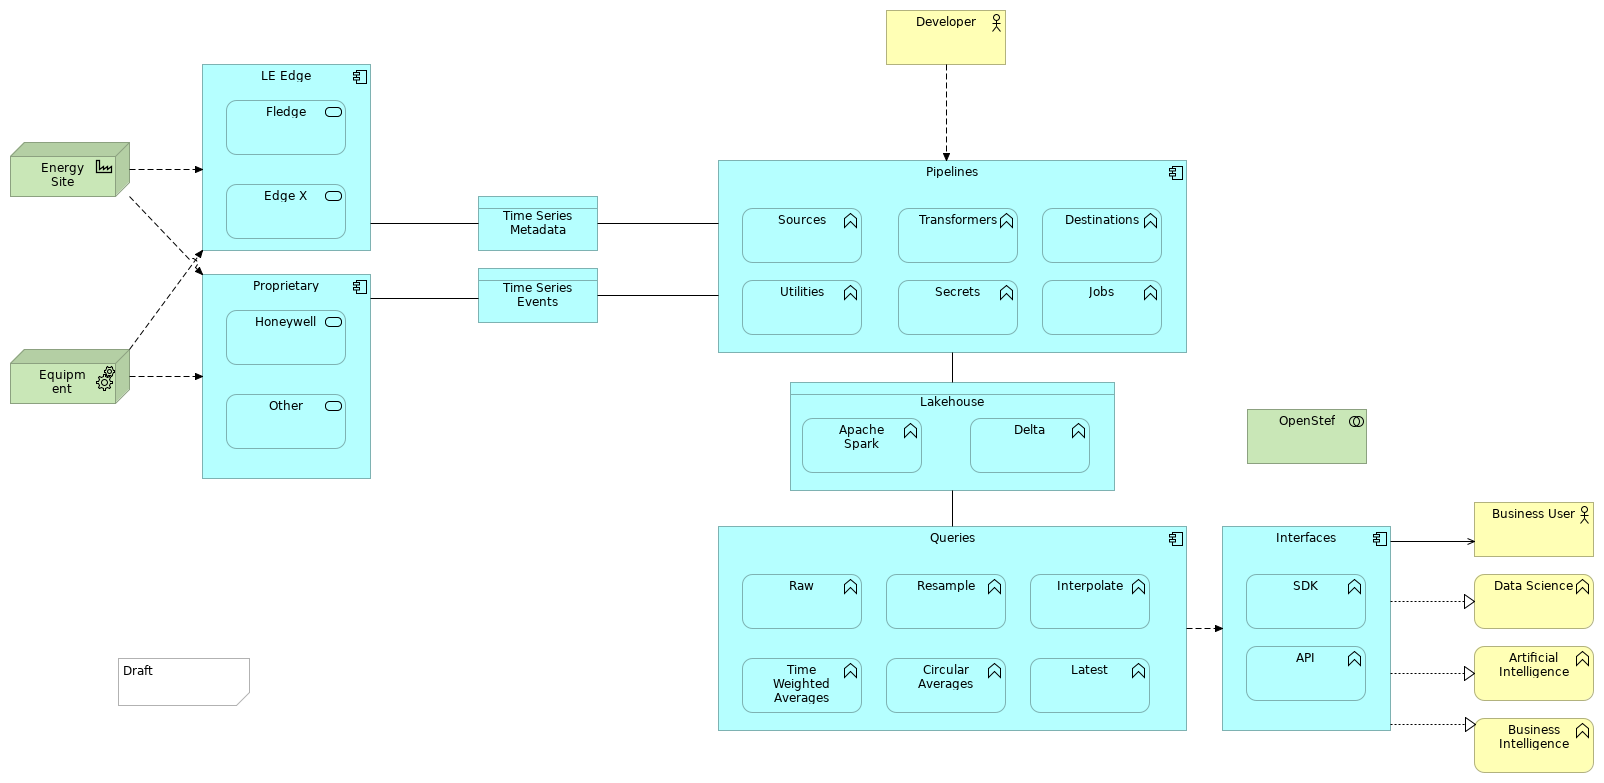 Developer
LE Edge
Fledge
Edge X
Energy
Site
Proprietary
Honeywell
Other
Equipm
ent
Time Series
Metadata
Time Series
Events
Pipelines
Sources
Transformers
Destinations
Utilities
Secrets
Jobs
Lakehouse
Apache
Spark
Delta
OpenStef
Queries
Raw
Resample
Interpolate
Time
Weighted
Averages
Circular
Averages
Latest
Interfaces
SDK
API
Business User
Data Science
Artificial
Intelligence
Business
Intelligence
Draft